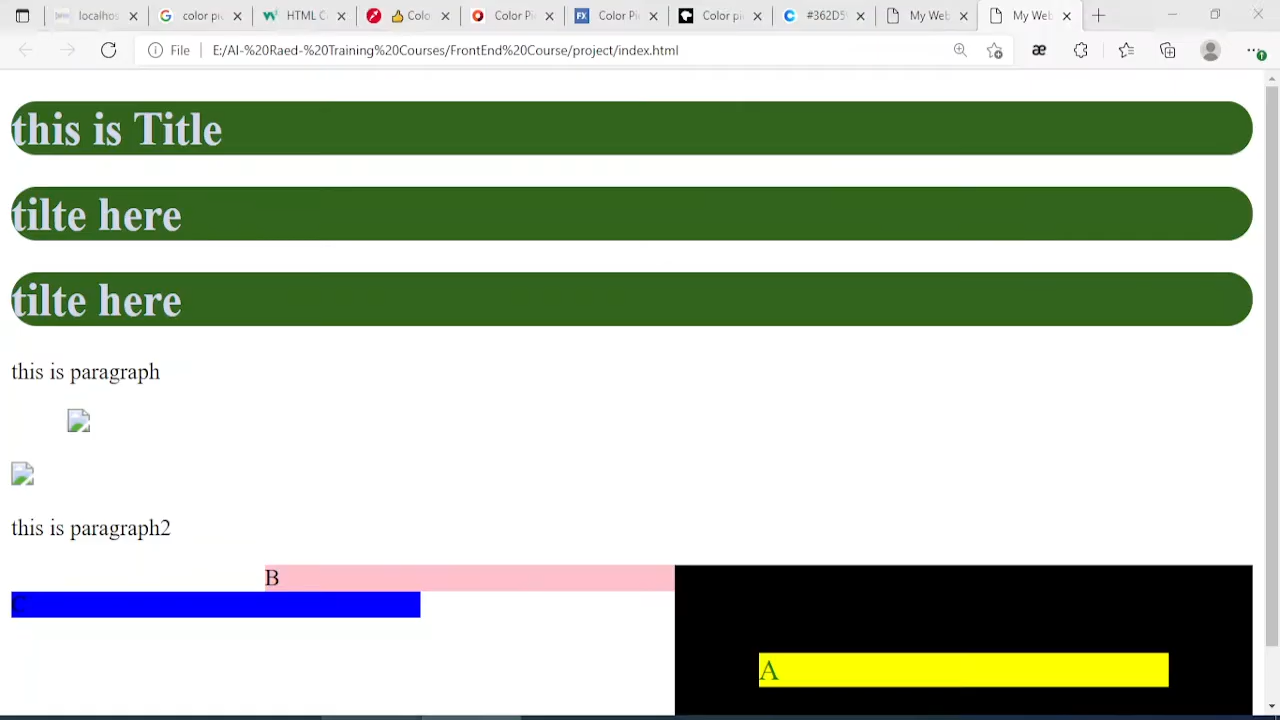 localhos
color pi
HTML C
Colo
Color Pi
Color Pi
Color pi
#362D5
My Web
My Web
File
E:/AI-%20Raed-%20Training%20Courses/FrontEnd%20Course/project/index.html
æ
this is Title
tilte here
tilte here
this is paragraph
this is paragraph2
B
C
A